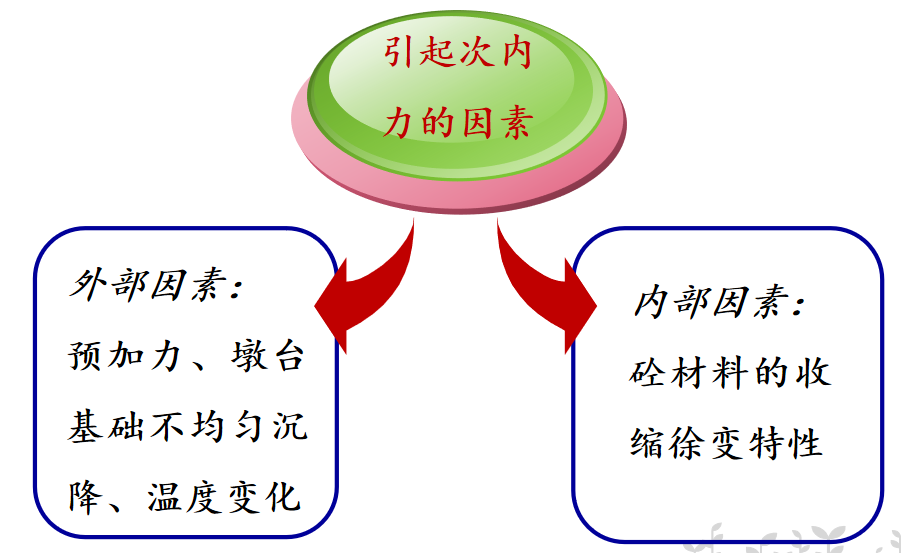 引起次内
力的因素
外部因素：
预加力、墩台
基础不均匀沉
降、温度变化
内部因素：
砼材料的收
缩徐变特性